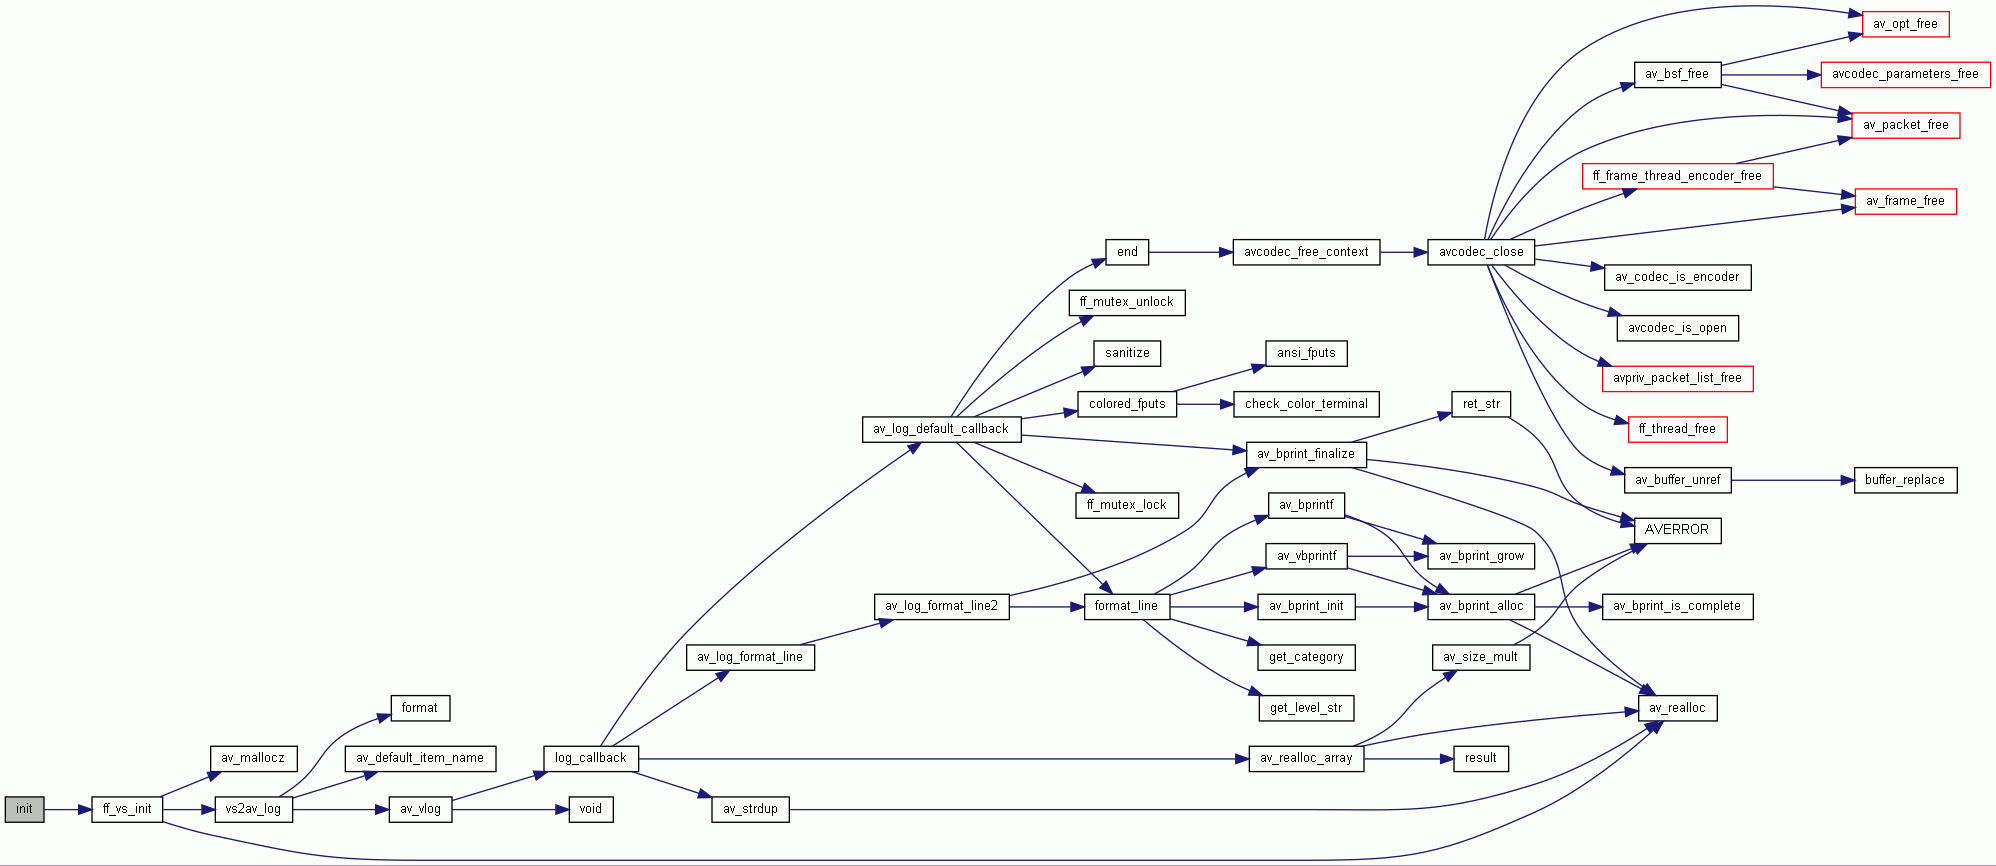 av_opt_free
av_bsf_free
avcodec_parameters_free
av_packet_free
ff_frame_thread_encoder_free
av_frame_free
end
avcodec_free_context
avcodec_close
av_codec_is_encoder
ff_mutex_unlock
avcodec_is_open
sanitize
ansi_fputs
avpriv_packet_list_free
colored_fputs
check_color_terminal
ret_str
av_log_default_callback
ff_thread_free
av_bprint_finalize
av_buffer_unref
buffer_replace
ff_mutex_lock
av_bprintf
AVERROR
av_vbprintf
av_bprint_grow
av_log_format_line2
format_line
av_bprint_init
av_bprint_alloc
av_bprint_is_complete
av_log_format_line
get_category
av_size_mult
format
get_level_str
av_realloc
av_mallocz
av_default_item_name
log_callback
av_realloc_array
result
init
ff_vs_init
vs2av_log
av_vlog
void
av_strdup